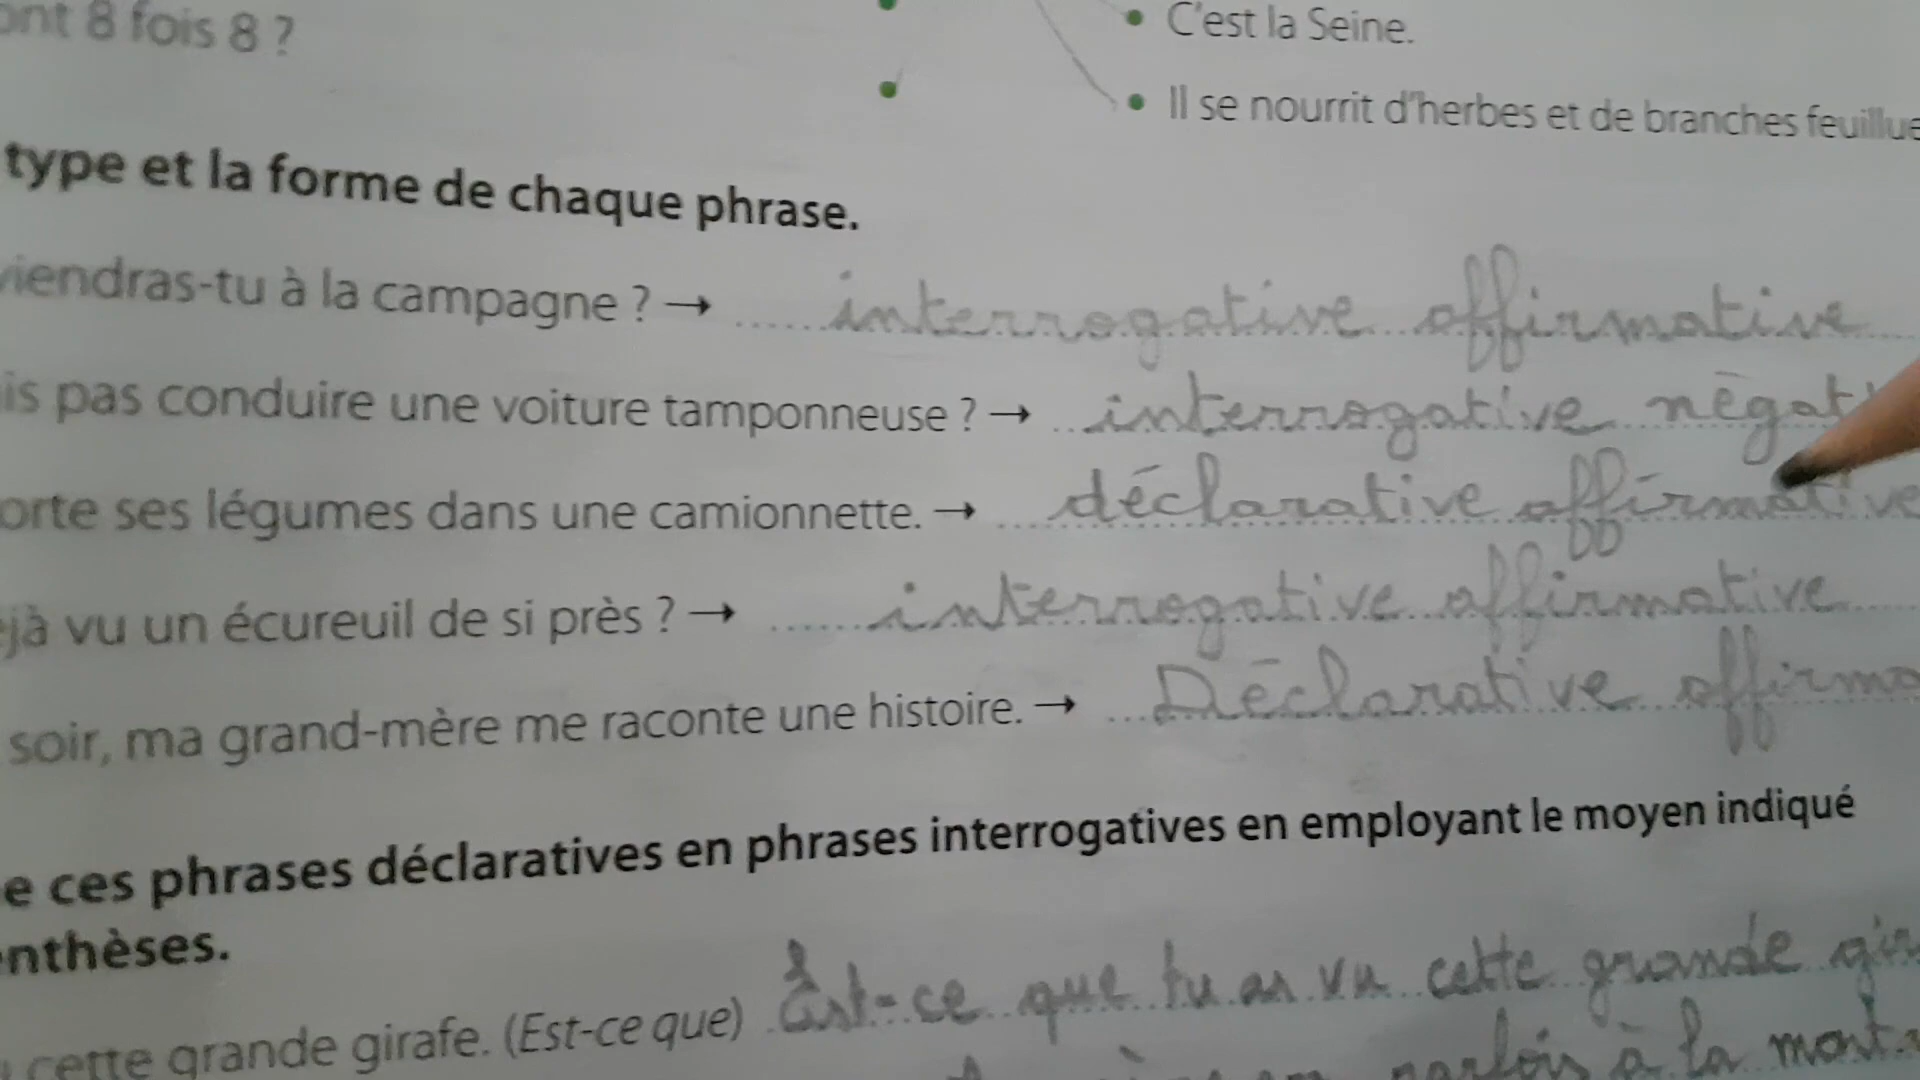 ont 8 fois 8 ?
C'est la Seine.
Il se nourrit d'herbes et de branches feuillue
type et la forme de chaque phrase.
viendras-tu à la campagne ? → interrogative affirmative
is pas conduire une voiture tamponneuse ? → interrogative négat
orte ses légumes dans une camionnette. → déclarative affirmative
jà vu un écureuil de si près ? → interrogative affirmative
soir, ma grand-mère me raconte une histoire. → Déclarative affirma
e ces phrases déclaratives en phrases interrogatives en employant le moyen indiqué
nthèses.
cette grande girafe. (Est-ce que) Est-ce que tu as vu cette grande gir
parfois à la mont